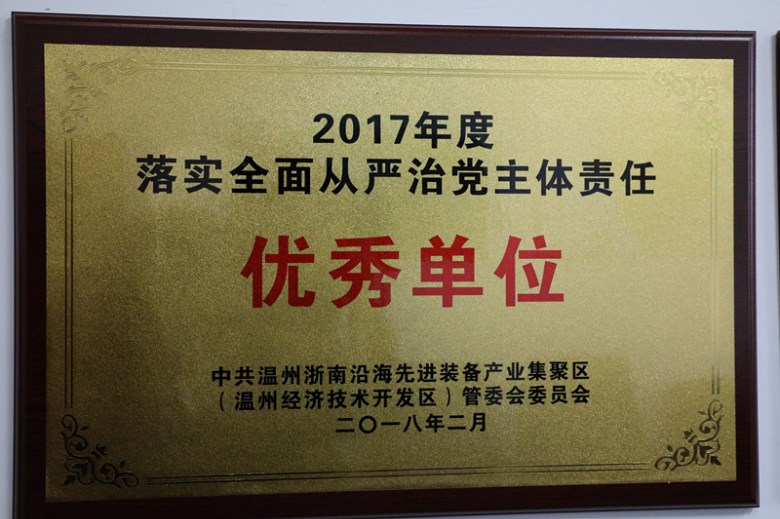 2017年度
落实全面从严治党主体责任
优秀单位
中共温州浙南沿海先进装备产业集聚区
（温州经济技术开发区）管委会委员会
二〇一八年二月